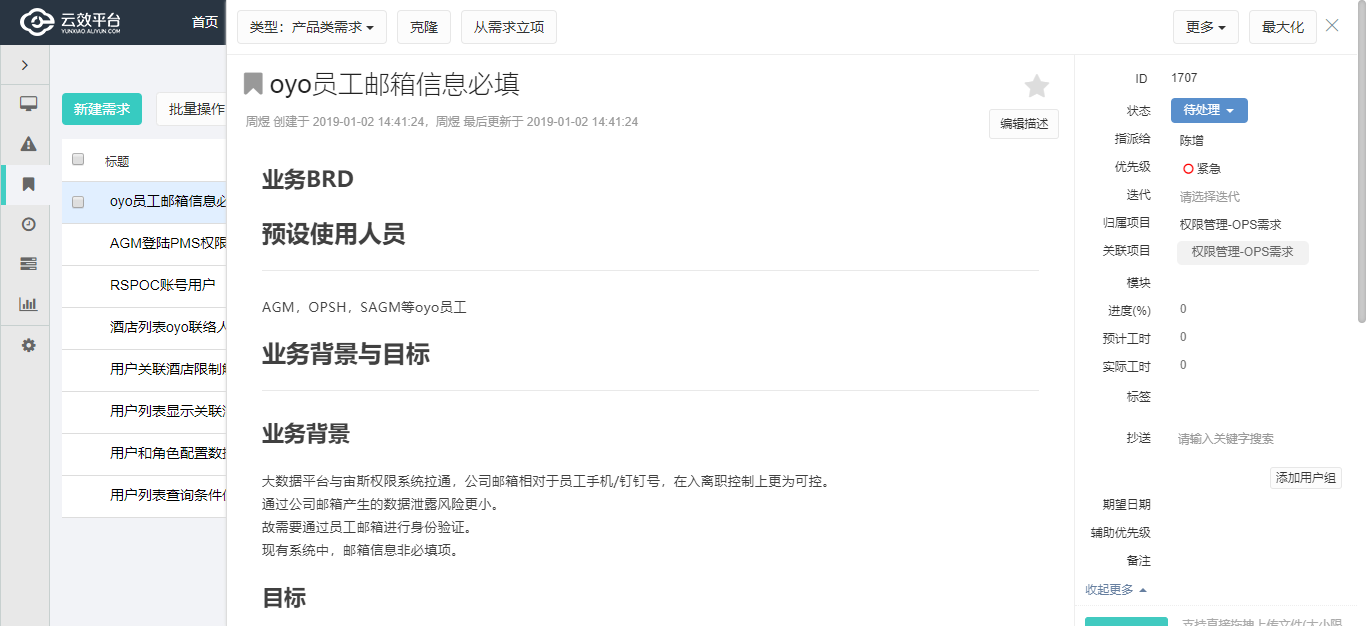 云效平台
YUNXIAO.ALIYUN.COM
首页
新建需求
批量操作
标题
oyo员工邮箱信息必
AGM登陆PMS权限
RSPOC账号用户
酒店列表oyo联络人
用户关联酒店限制
用户列表显示关联
用户和角色配置数
用户列表查询条件
类型：产品类需求
克隆
从需求立项
更多
最大化
oyo员工邮箱信息必填
周煜 创建于 2019-01-02 14:41:24，周煜 最后更新于 2019-01-02 14:41:24
编辑描述
业务BRD
预设使用人员
AGM，OPSH，SAGM等oyo员工
业务背景与目标
业务背景
大数据平台与宙斯权限系统拉通，公司邮箱相对于员工手机/钉钉号，在入离职控制上更为可控。
通过公司邮箱产生的数据泄露风险更小。
故需要通过员工邮箱进行身份验证。
现有系统中，邮箱信息非必填项。
目标
ID 1707
状态 待处理
指派给 陈增
优先级 紧急
迭代 请选择迭代
归属项目 权限管理-OPS需求
关联项目 权限管理-OPS需求
模块
进度(%) 0
预计工时 0
实际工时 0
标签
抄送 请输入关键字搜索
添加用户组
期望日期
辅助优先级
备注
收起更多
支持直接拖拽上传文件(大小限